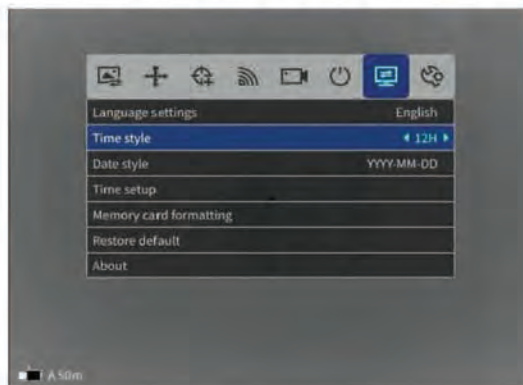 Language settings English
Time style 12H
Date style YYYY-MM-DD
Time setup
Memory card formatting
Restore default
About
A 50m